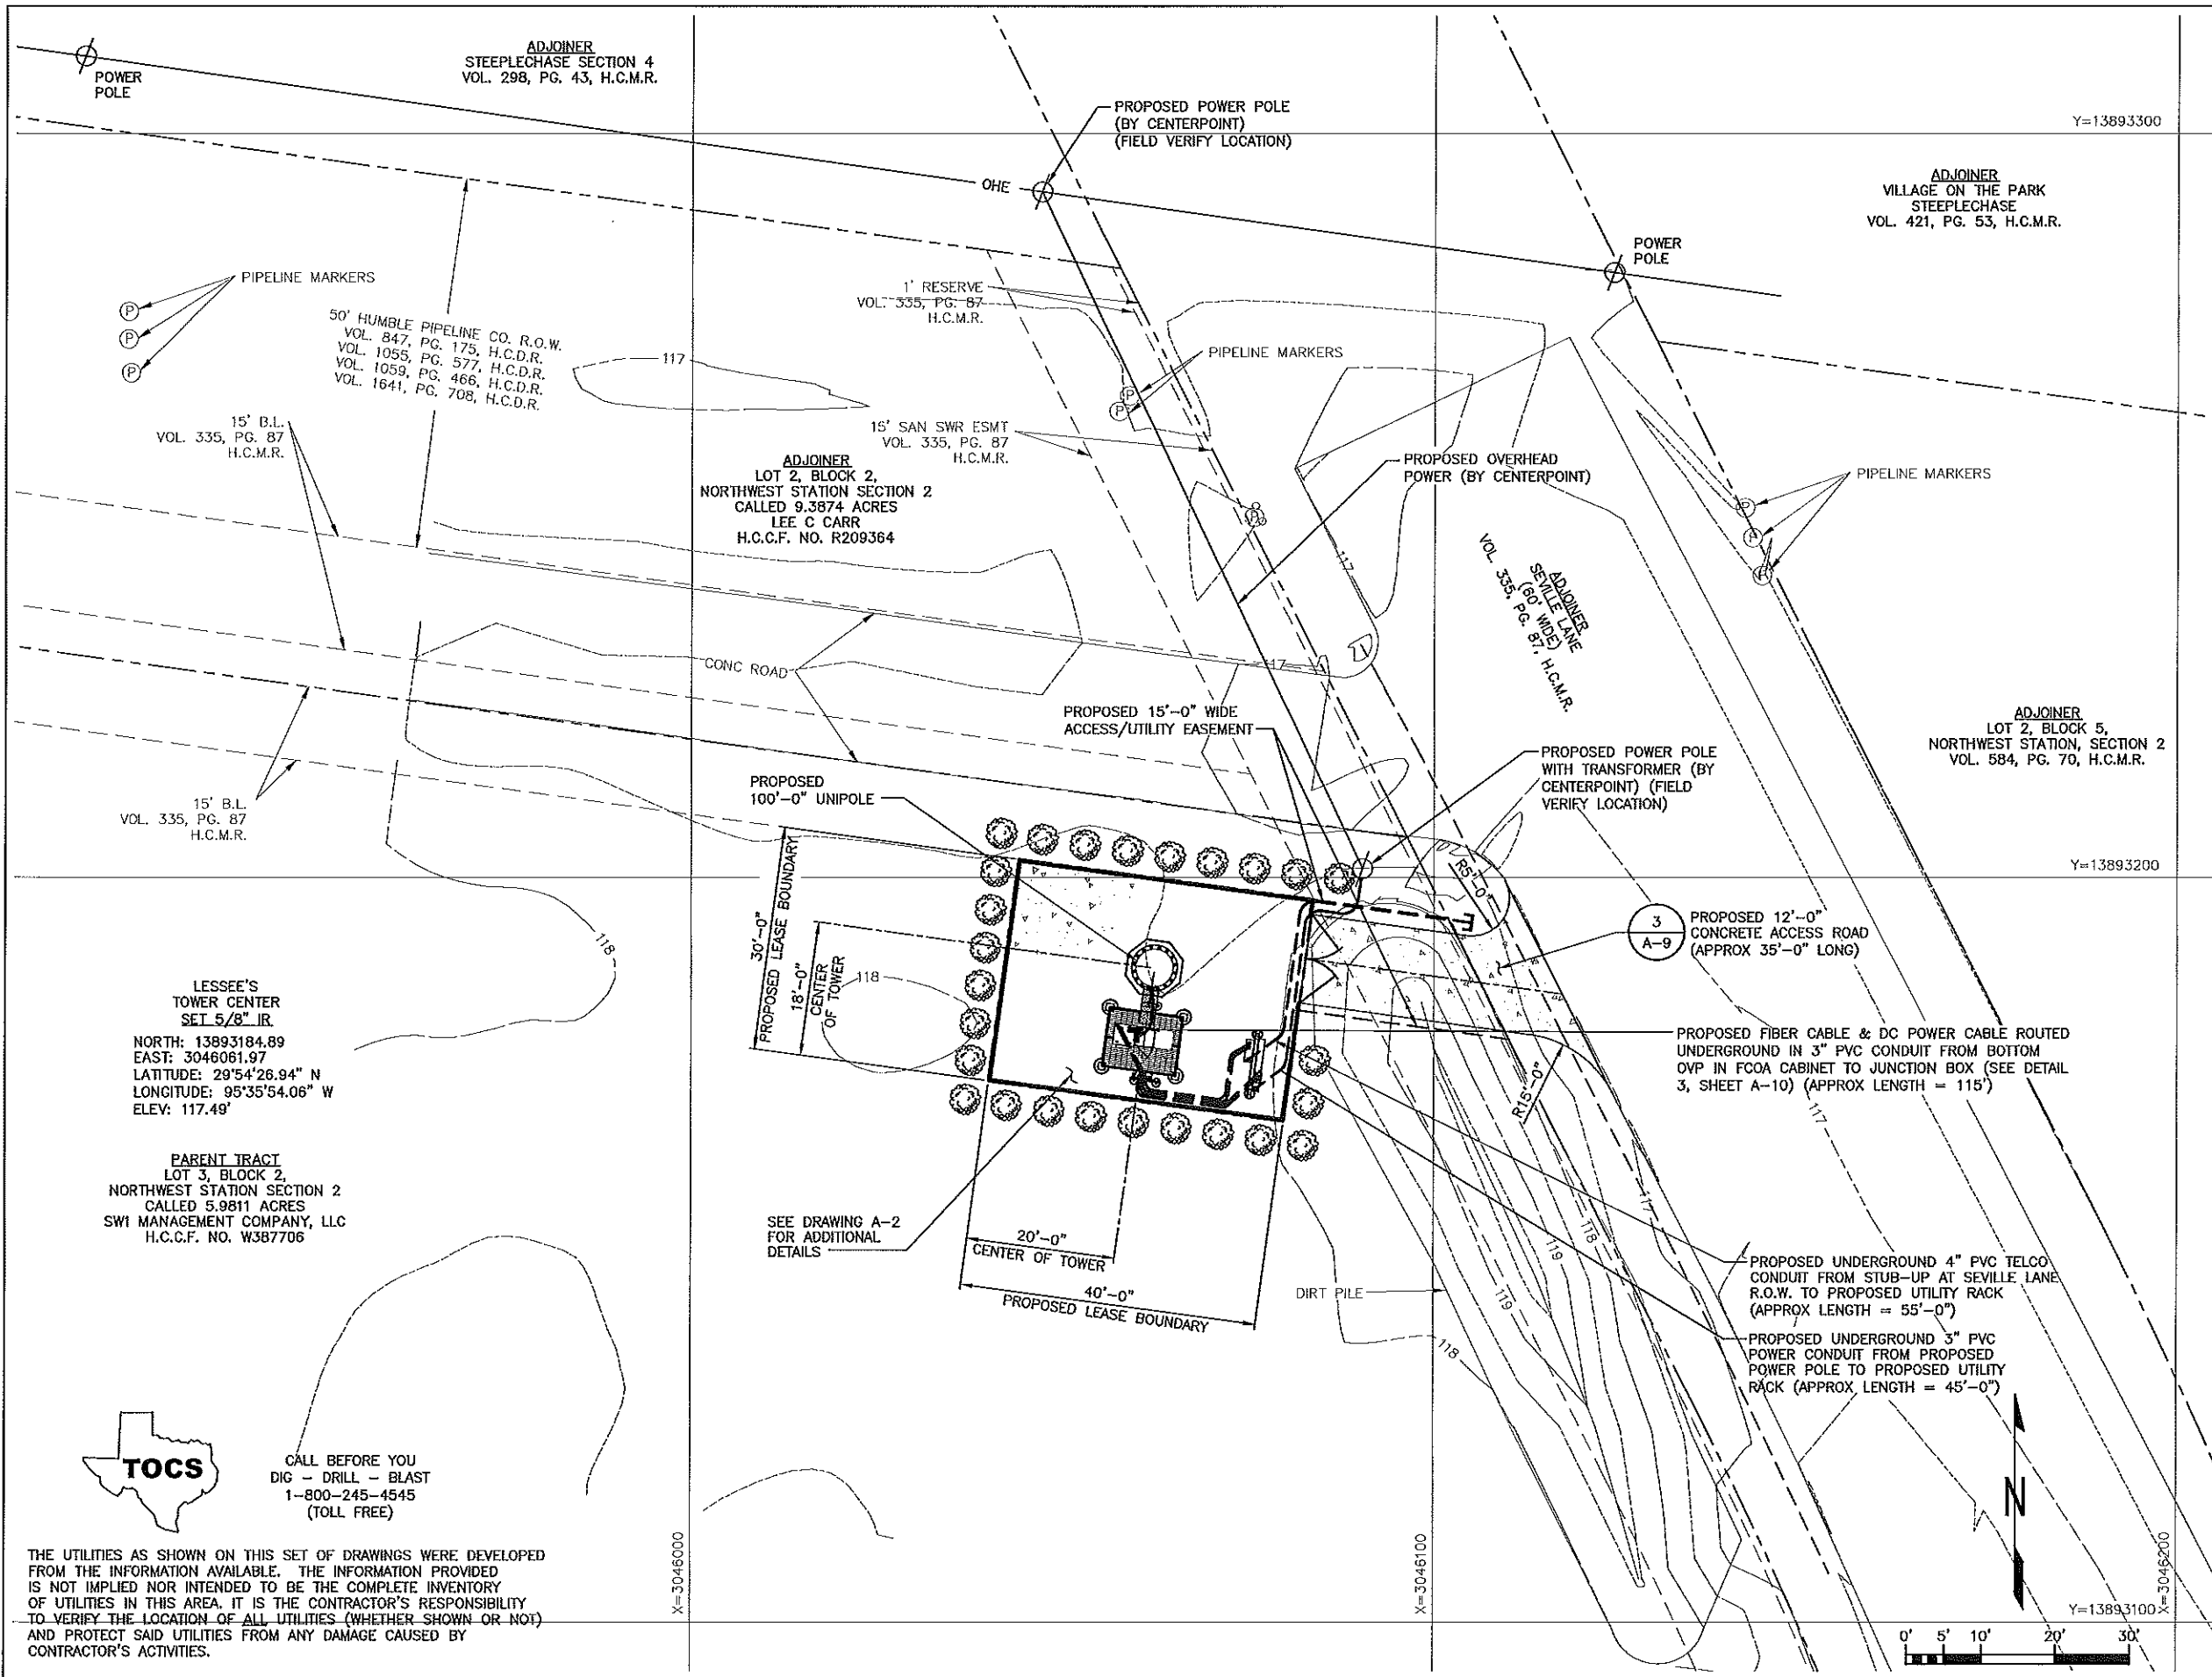 ADJOINER
STEEPLECHASE SECTION 4
VOL. 298, PG. 43, H.C.M.R.
POWER
POLE
PROPOSED POWER POLE
(BY CENTERPOINT)
(FIELD VERIFY LOCATION)
Y=13893300
OHE
ADJOINER
VILLAGE ON THE PARK
STEEPLECHASE
VOL. 421, PG. 53, H.C.M.R.
POWER
POLE
PIPELINE MARKERS
P
P
P
1' RESERVE
VOL. 335, PG. 87
H.C.M.R.
50' HUMBLE PIPELINE CO. R.O.W.
VOL. 847, PG. 175, H.C.D.R.
VOL. 1055, PG. 577, H.C.D.R.
VOL. 1059, PG. 466, H.C.D.R.
VOL. 1641, PG. 708, H.C.D.R.
117
PIPELINE MARKERS
P
P
15' B.L.
VOL. 335, PG. 87
H.C.M.R.
15' SAN SWR ESMT
VOL. 335, PG. 87
H.C.M.R.
ADJOINER
LOT 2, BLOCK 2,
NORTHWEST STATION SECTION 2
CALLED 9.3874 ACRES
LEE C CARR
H.C.C.F. NO. R209364
PROPOSED OVERHEAD
POWER (BY CENTERPOINT)
PIPELINE MARKERS
P
P
P
117
ADJOINER
SEVILLE LANE
(60' WIDE)
VOL. 335, PG. 87, H.C.M.R.
CONC ROAD
117
PROPOSED 15'-0" WIDE
ACCESS/UTILITY EASEMENT
ADJOINER
LOT 2, BLOCK 5,
NORTHWEST STATION, SECTION 2
VOL. 584, PG. 70, H.C.M.R.
PROPOSED POWER POLE
WITH TRANSFORMER (BY
CENTERPOINT) (FIELD
VERIFY LOCATION)
PROPOSED
100'-0" UNIPOLE
15' B.L.
VOL. 335, PG. 87
H.C.M.R.
Y=13893200
R5'-0"
30'-0"
PROPOSED LEASE BOUNDARY
18'-0"
CENTER
OF TOWER
118
118
3
A-9
PROPOSED 12'-0"
CONCRETE ACCESS ROAD
(APPROX 35'-0" LONG)
LESSEE'S
TOWER CENTER
SET 5/8" IR
NORTH: 13893184.89
EAST: 3046061.97
LATITUDE: 29°54'26.94" N
LONGITUDE: 95°35'54.06" W
ELEV: 117.49'
PROPOSED FIBER CABLE & DC POWER CABLE ROUTED
UNDERGROUND IN 3" PVC CONDUIT FROM BOTTOM
OVP IN FCOA CABINET TO JUNCTION BOX (SEE DETAIL
3, SHEET A-10) (APPROX LENGTH = 115')
R15'-0"
117
PARENT TRACT
LOT 3, BLOCK 2,
NORTHWEST STATION SECTION 2
CALLED 5.9811 ACRES
SWI MANAGEMENT COMPANY, LLC
H.C.C.F. NO. W387706
SEE DRAWING A-2
FOR ADDITIONAL
DETAILS
20'-0"
CENTER OF TOWER
40'-0"
PROPOSED LEASE BOUNDARY
117
118
119
119
118
DIRT PILE
PROPOSED UNDERGROUND 4" PVC TELCO
CONDUIT FROM STUB-UP AT SEVILLE LANE
R.O.W. TO PROPOSED UTILITY RACK
(APPROX LENGTH = 55'-0")
PROPOSED UNDERGROUND 3" PVC
POWER CONDUIT FROM PROPOSED
POWER POLE TO PROPOSED UTILITY
RACK (APPROX LENGTH = 45'-0")
TOCS
CALL BEFORE YOU
DIG - DRILL - BLAST
1-800-245-4545
(TOLL FREE)
N
THE UTILITIES AS SHOWN ON THIS SET OF DRAWINGS WERE DEVELOPED
FROM THE INFORMATION AVAILABLE. THE INFORMATION PROVIDED
IS NOT IMPLIED NOR INTENDED TO BE THE COMPLETE INVENTORY
OF UTILITIES IN THIS AREA. IT IS THE CONTRACTOR'S RESPONSIBILITY
TO VERIFY THE LOCATION OF ALL UTILITIES (WHETHER SHOWN OR NOT)
AND PROTECT SAID UTILITIES FROM ANY DAMAGE CAUSED BY
CONTRACTOR'S ACTIVITIES.
X=3046000
X=3046100
X=3046200
Y=13893100
0' 5' 10' 20' 30'